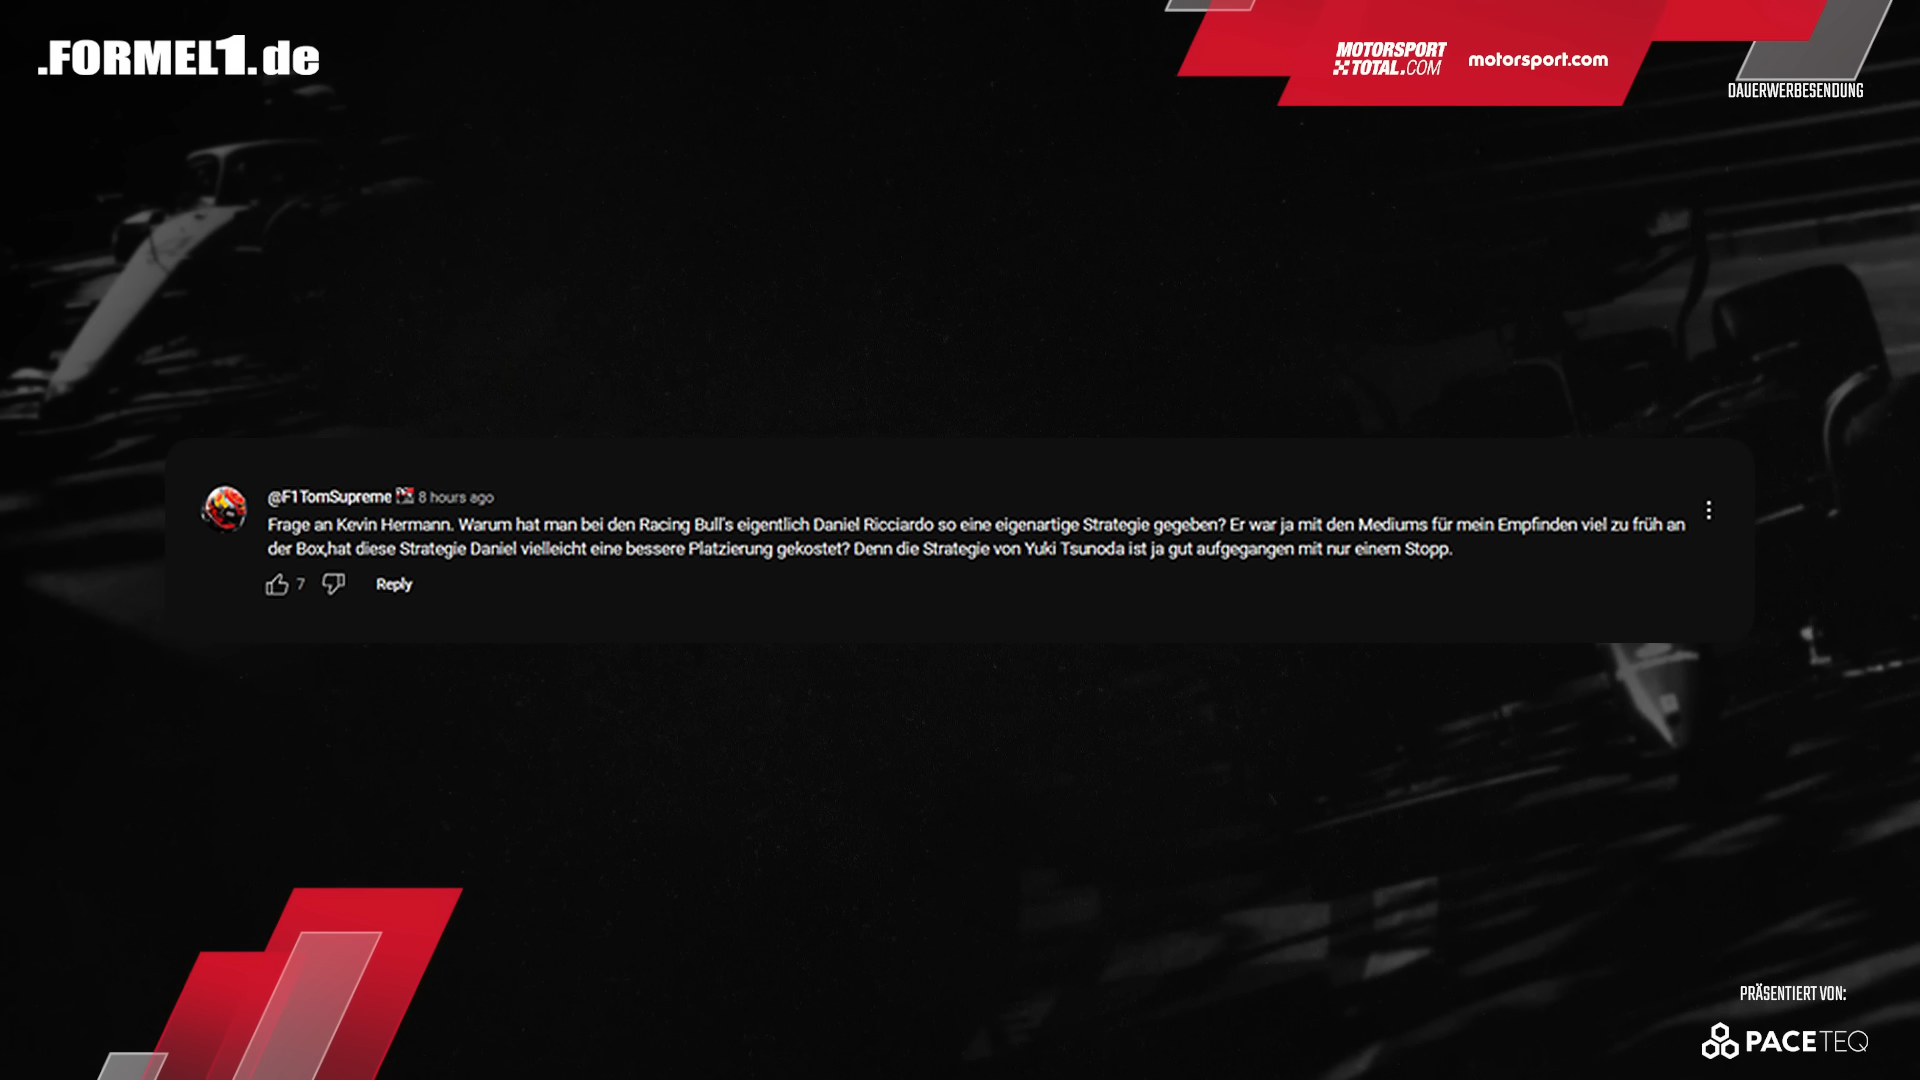 .FORMEL1.de
MOTORSPORT
TOTAL.COM
motorsport.com
DAUERWERBESENDUNG
@F1TomSupreme 8 hours ago
Frage an Kevin Hermann. Warum hat man bei den Racing Bull's eigentlich Daniel Ricciardo so eine eigenartige Strategie gegeben? Er war ja mit den Mediums für mein Empfinden viel zu früh an
der Box,hat diese Strategie Daniel vielleicht eine bessere Platzierung gekostet? Denn die Strategie von Yuki Tsunoda ist ja gut aufgegangen mit nur einem Stopp.
7 Reply
PRÄSENTIERT VON:
PACETEQ